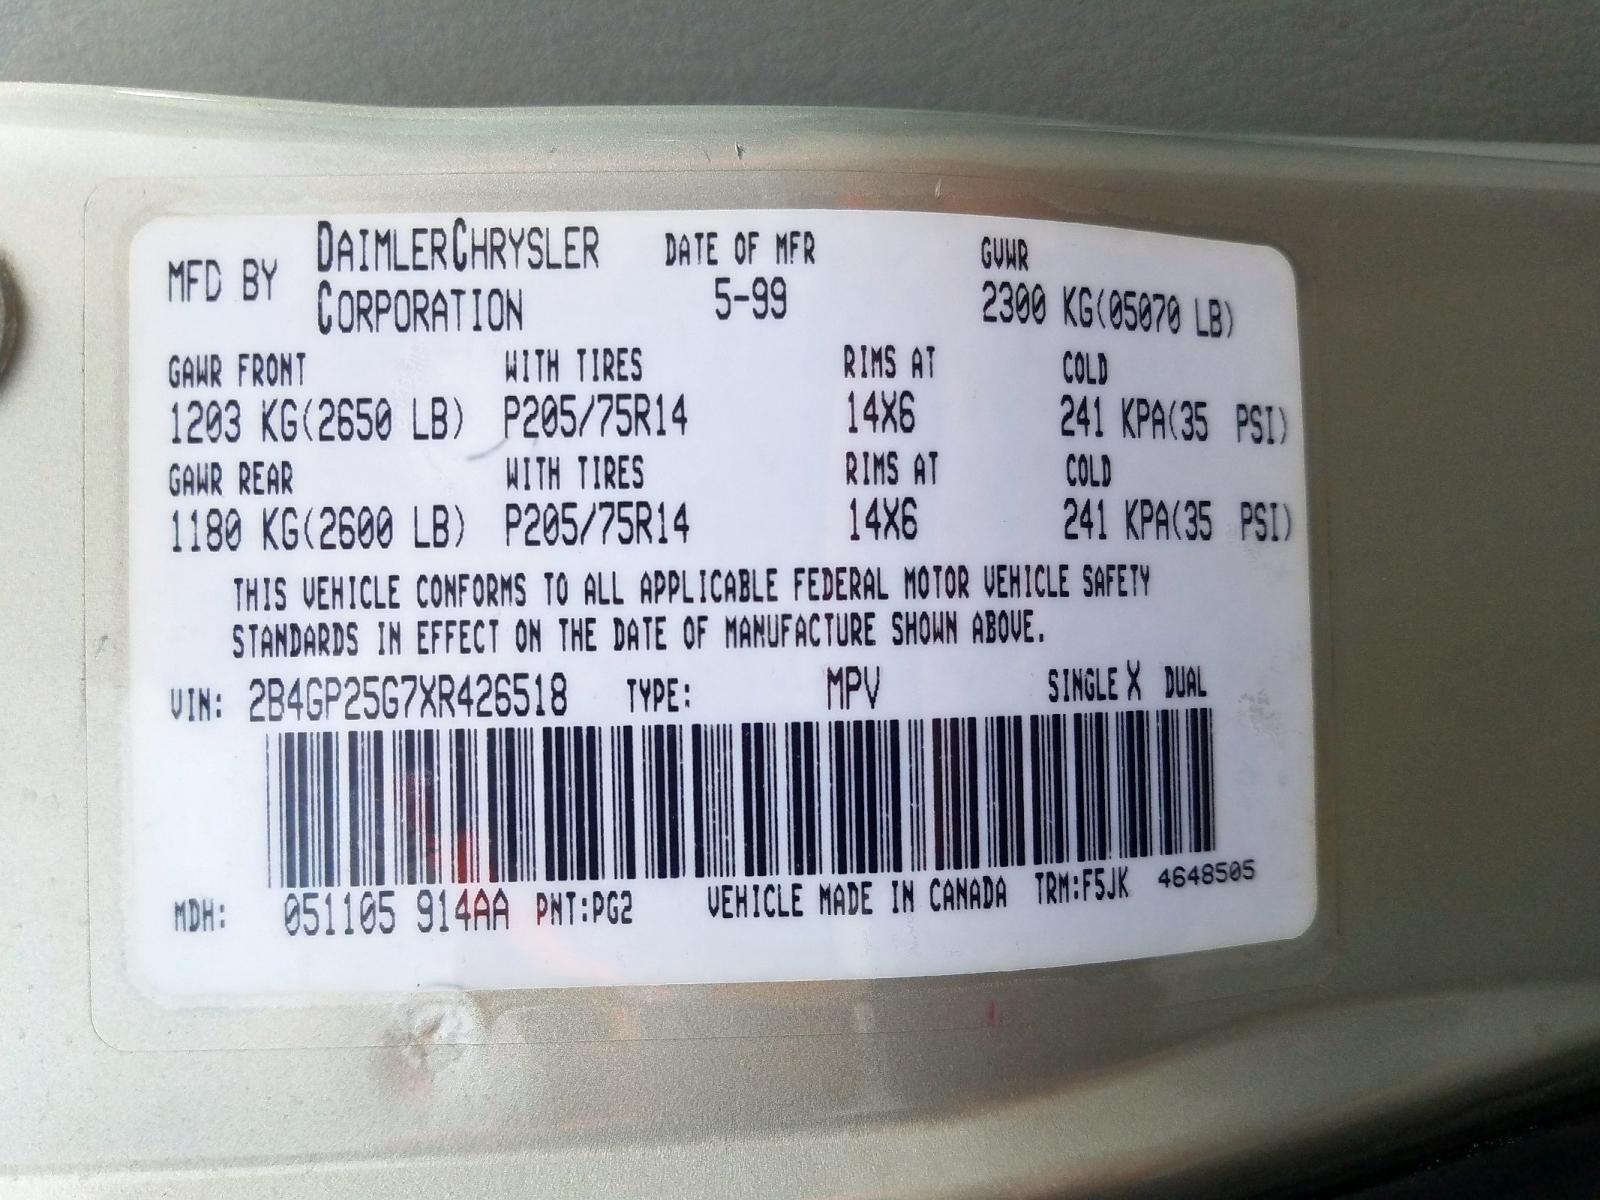 MFD BY DAIMLERCHRYSLER CORPORATION DATE OF MFR 5-99 GVWR 2300 KG(05070 LB)
GAWR FRONT WITH TIRES RIMS AT COLD
1203 KG(2650 LB) P205/75R14 14X6 241 KPA(35 PSI)
GAWR REAR WITH TIRES RIMS AT COLD
1180 KG(2600 LB) P205/75R14 14X6 241 KPA(35 PSI)
THIS VEHICLE CONFORMS TO ALL APPLICABLE FEDERAL MOTOR VEHICLE SAFETY
STANDARDS IN EFFECT ON THE DATE OF MANUFACTURE SHOWN ABOVE.
VIN: 2B4GP25G7XR426518 TYPE: MPV SINGLE X DUAL
MDH: 051105 914AA PNT:PG2 VEHICLE MADE IN CANADA TRM:F5JK 4648505